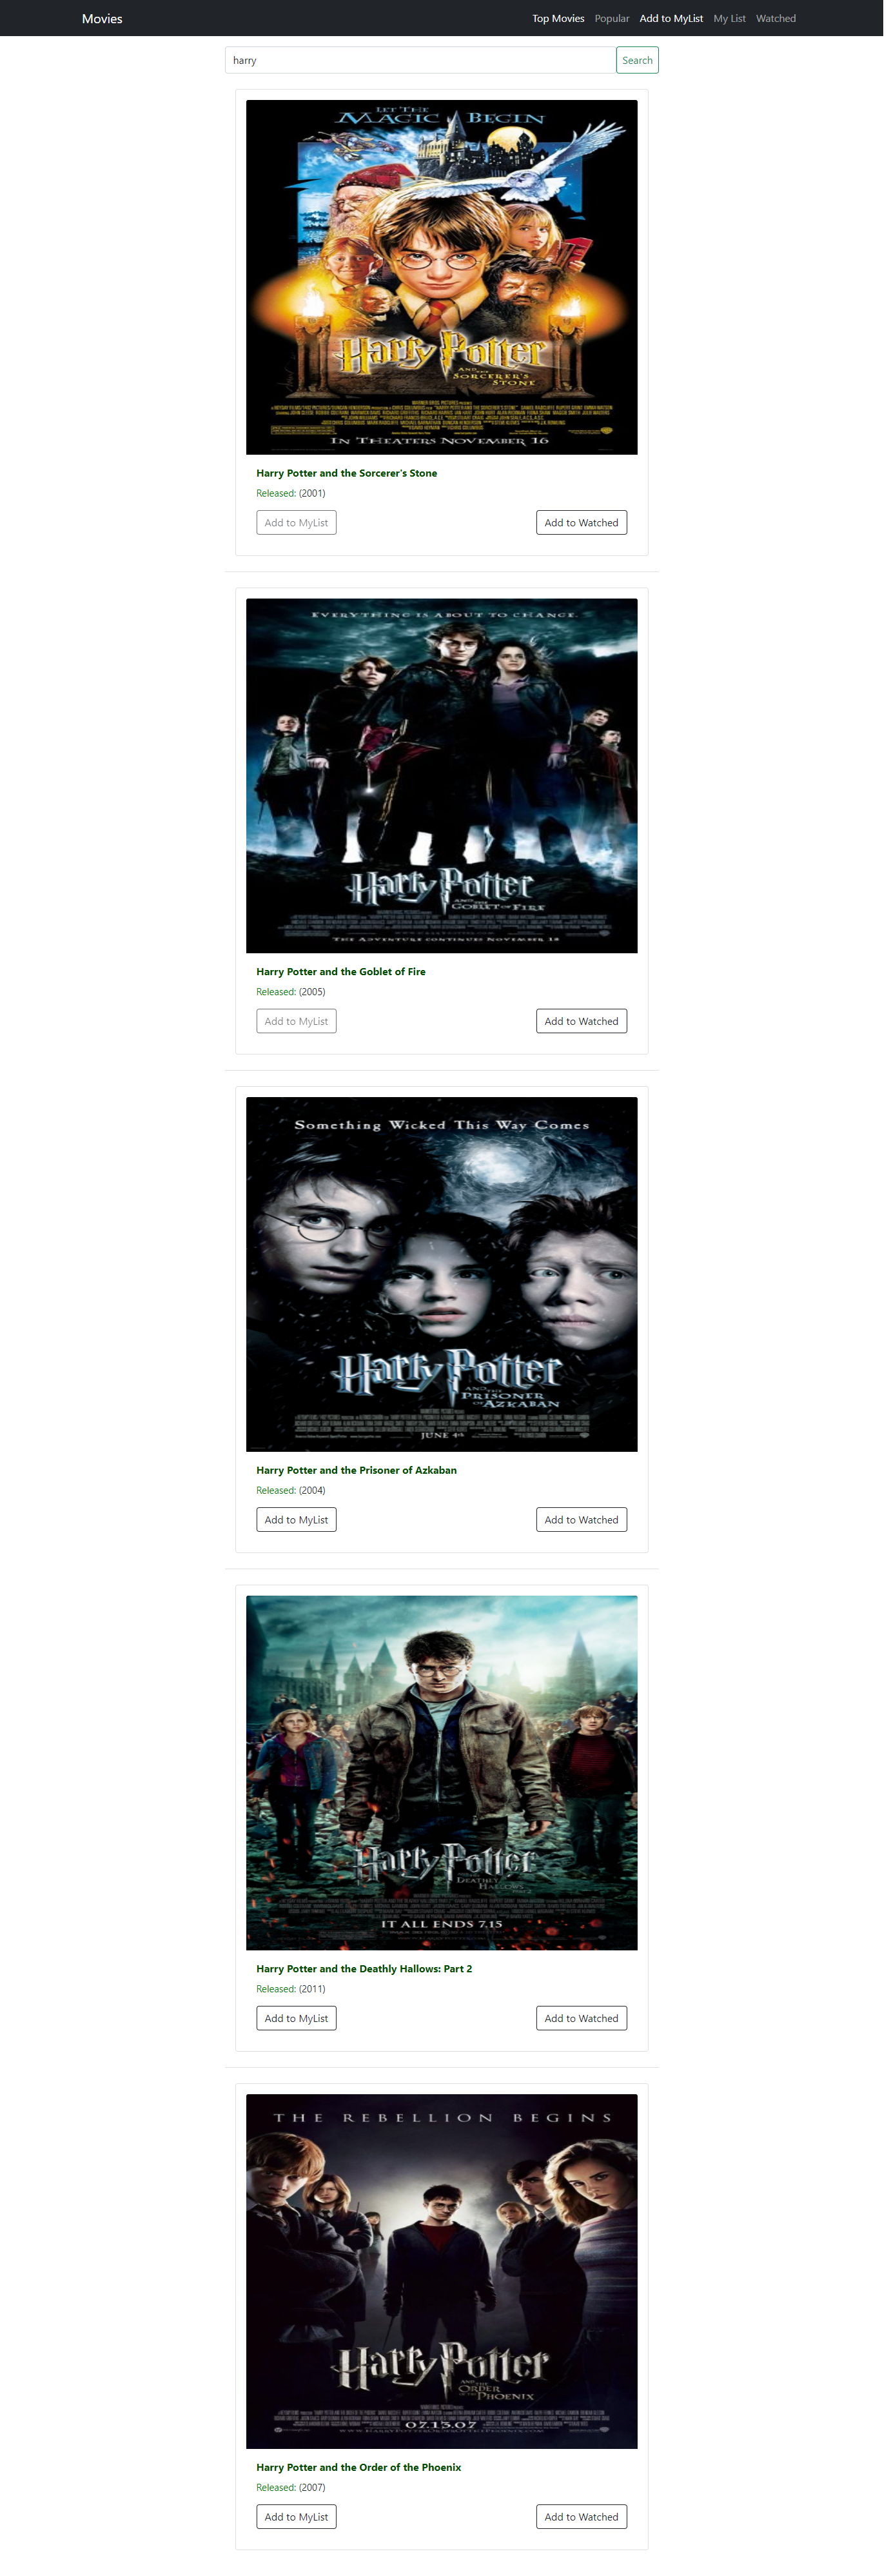 Movies
Top Movies Popular Add to MyList My List Watched
harry
Search
LET THE
MAGIC BEGIN
Harry Potter
AND THE
SORCERER'S
STONE
IN THEATERS NOVEMBER 16
Harry Potter and the Sorcerer's Stone
Released: (2001)
Add to MyList
Add to Watched
EVERYTHING IS ABOUT TO CHANGE.
Harry Potter
AND THE
GOBLET OF FIRE
THE ADVENTURE CONTINUES NOVEMBER 18
Harry Potter and the Goblet of Fire
Released: (2005)
Add to MyList
Add to Watched
Something Wicked This Way Comes
Harry Potter
AND THE
PRISONER
OF
AZKABAN
JUNE 4th
Harry Potter and the Prisoner of Azkaban
Released: (2004)
Add to MyList
Add to Watched
Harry Potter
DEATHLY
HALLOWS
IT ALL ENDS 7.15
Harry Potter and the Deathly Hallows: Part 2
Released: (2011)
Add to MyList
Add to Watched
THE REBELLION BEGINS
Harry Potter
AND THE
ORDER
OF THE
PHOENIX
07.13.07
Harry Potter and the Order of the Phoenix
Released: (2007)
Add to MyList
Add to Watched